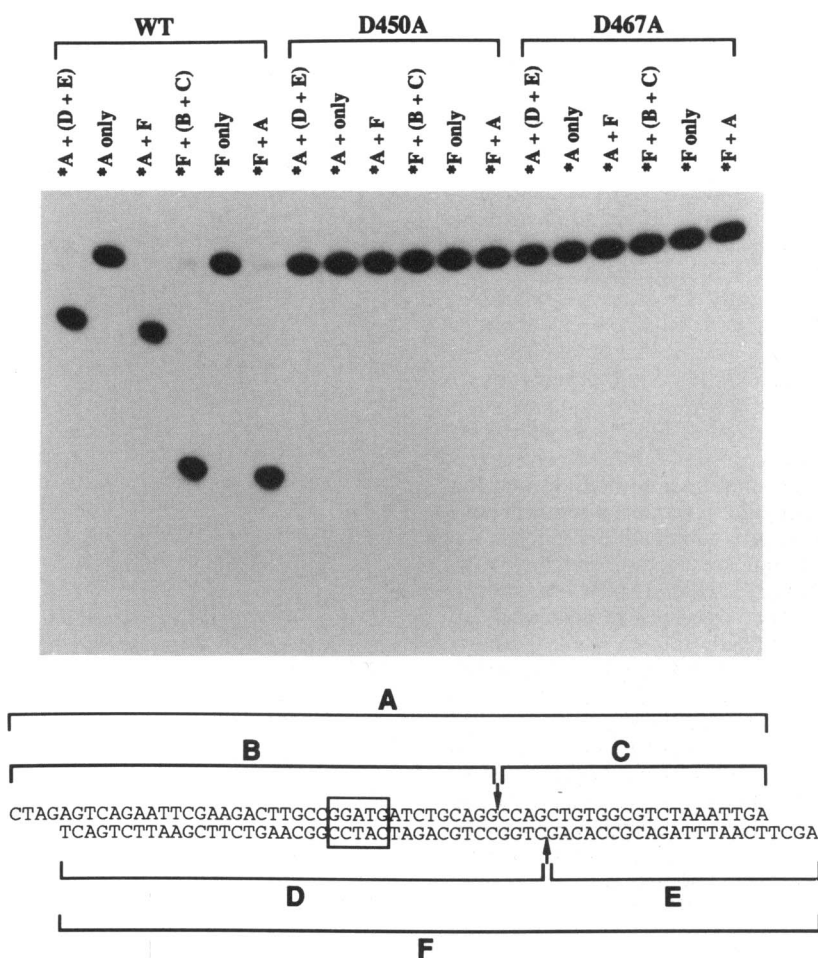 WT
D450A
D467A
*A + (D + E)
*A only
*A + F
*F + (B + C)
*F only
*F + A
*A + (D + E)
*A + only
*A + F
*F + (B + C)
*F only
*F + A
*A + (D + E)
*A only
*A + F
*F + (B + C)
*F only
*F + A
A
B
C
CTAGAGTCAGAATTCGAAGACTTGCCGGATGATCTGCAGGCCAGCTGTGGCGTCTAAATTGA
TCAGTCTTAAGCTTCTGAACGGCCTACTAGACGTCCGGTCGACACCGCAGATTTAACTTCGA
D
E
F